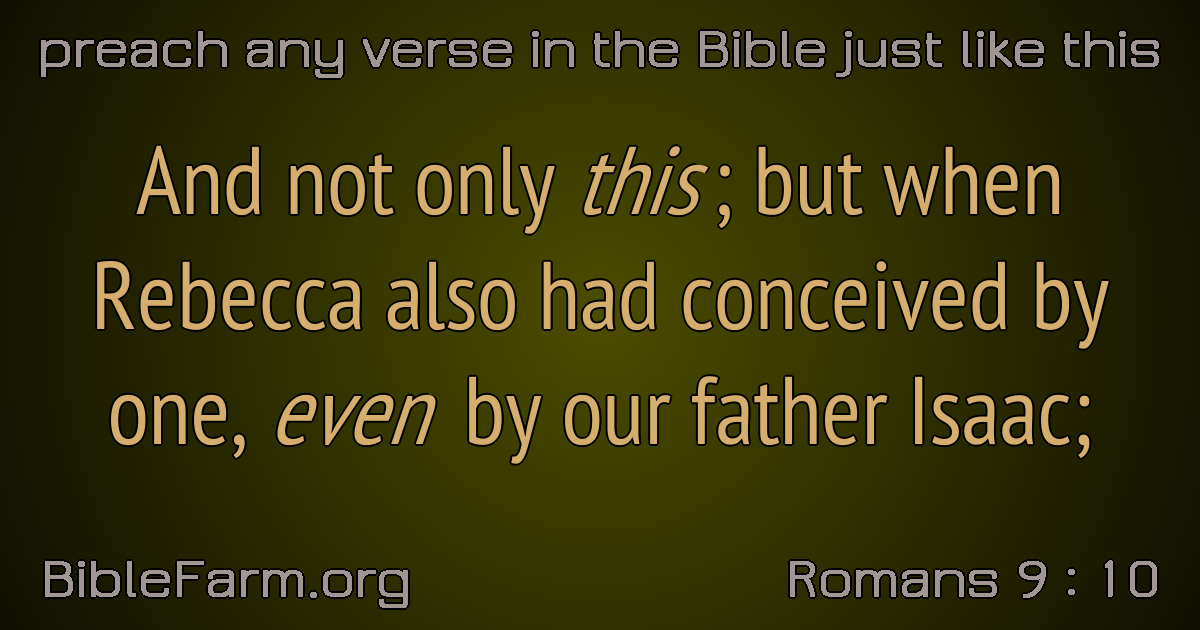 preach any verse in the Bible just like this
And not only this; but when
Rebecca also had conceived by
one, even by our father Isaac;
BibleFarm.org
Romans 9 : 10